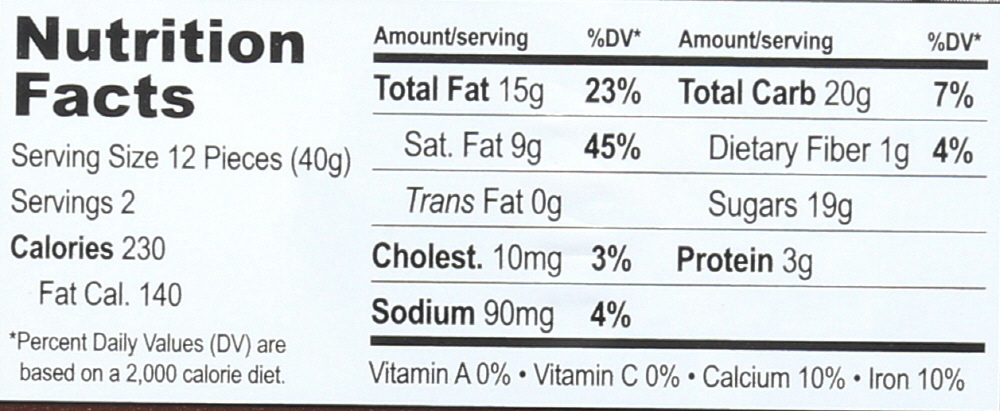 Nutrition
Facts
Serving Size 12 Pieces (40g)
Servings 2
Calories 230
Fat Cal. 140
*Percent Daily Values (DV) are
based on a 2,000 calorie diet.
Amount/serving %DV* Amount/serving %DV*
Total Fat 15g 23% Total Carb 20g 7%
Sat. Fat 9g 45% Dietary Fiber 1g 4%
Trans Fat 0g Sugars 19g
Cholest. 10mg 3% Protein 3g
Sodium 90mg 4%
Vitamin A 0% • Vitamin C 0% • Calcium 10% • Iron 10%